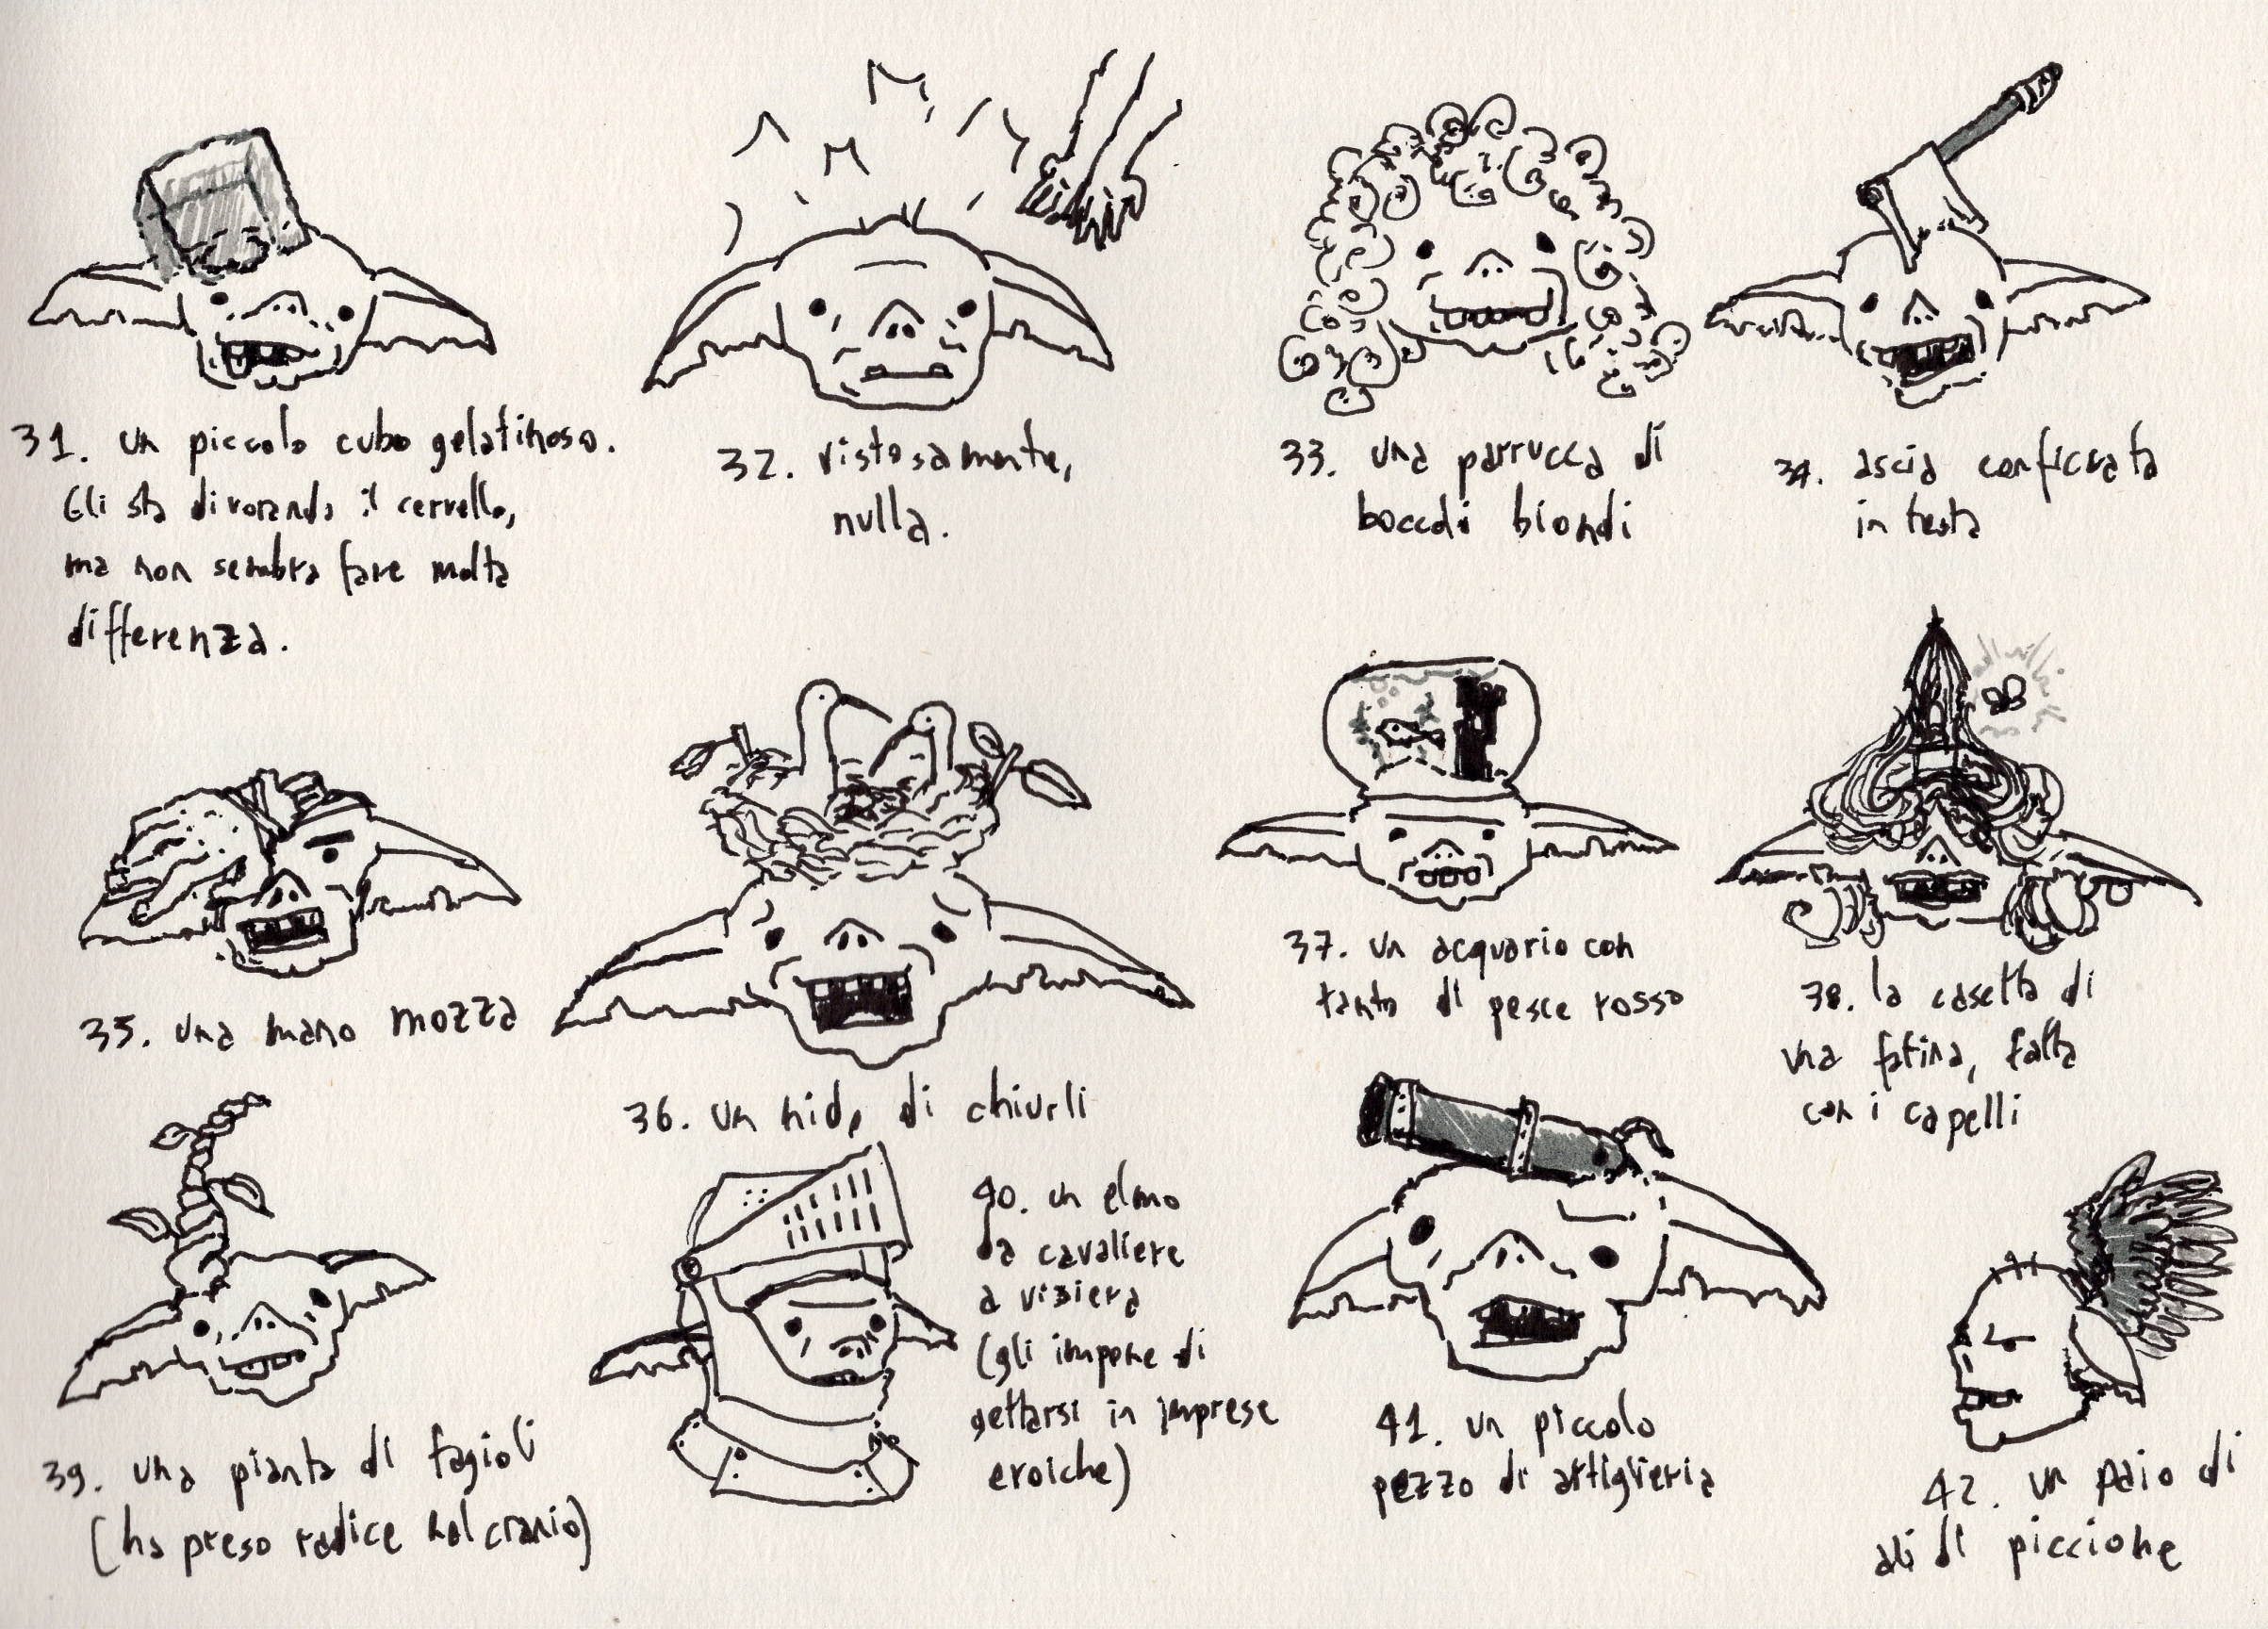 31. un piccolo cubo gelatinoso.
Gli sta divorando il cervello,
ma non sembra fare molta
differenza.
32. vistosamente,
nulla.
33. una parrucca di
boccoli biondi
34. ascia conficcata
in testa
35. una mano mozza
36. un nido di chiurli
37. un acquario con
tanto di pesce rosso
38. la casetta di
una fatina, fatta
con i capelli
39. una pianta di fagioli
(ha preso radice nel cranio)
40. un elmo
da cavaliere
a visiera
(gli impone di
gettarsi in imprese
eroiche)
41. un piccolo
pezzo di artiglieria
42. un paio di
ali di piccione